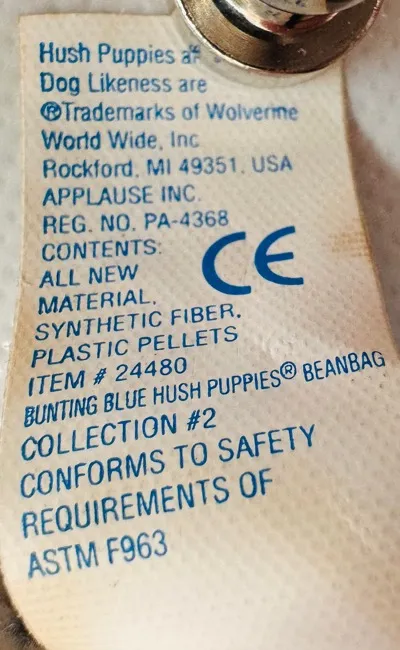 Hush Puppies
Dog Likeness are
®Trademarks of Wolverine
World Wide, Inc
Rockford, MI 49351, USA
APPLAUSE INC.
REG. NO. PA-4368
CONTENTS:
ALL NEW
MATERIAL,
SYNTHETIC FIBER,
PLASTIC PELLETS
CE
ITEM # 24480
BUNTING BLUE HUSH PUPPIES® BEANBAG
COLLECTION #2
CONFORMS TO SAFETY
REQUIREMENTS OF
ASTM F963